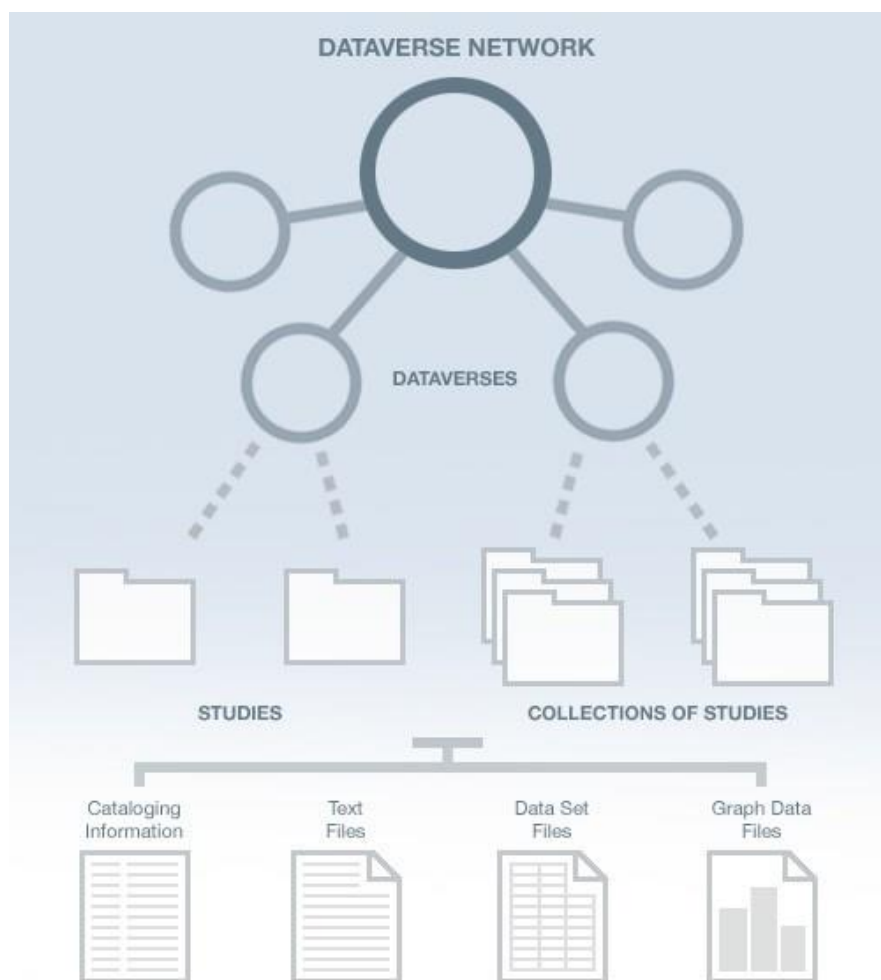 DATAVERSE NETWORK
DATAVERSES
STUDIES
COLLECTIONS OF STUDIES
Cataloging
Information
Text
Files
Data Set
Files
Graph Data
Files